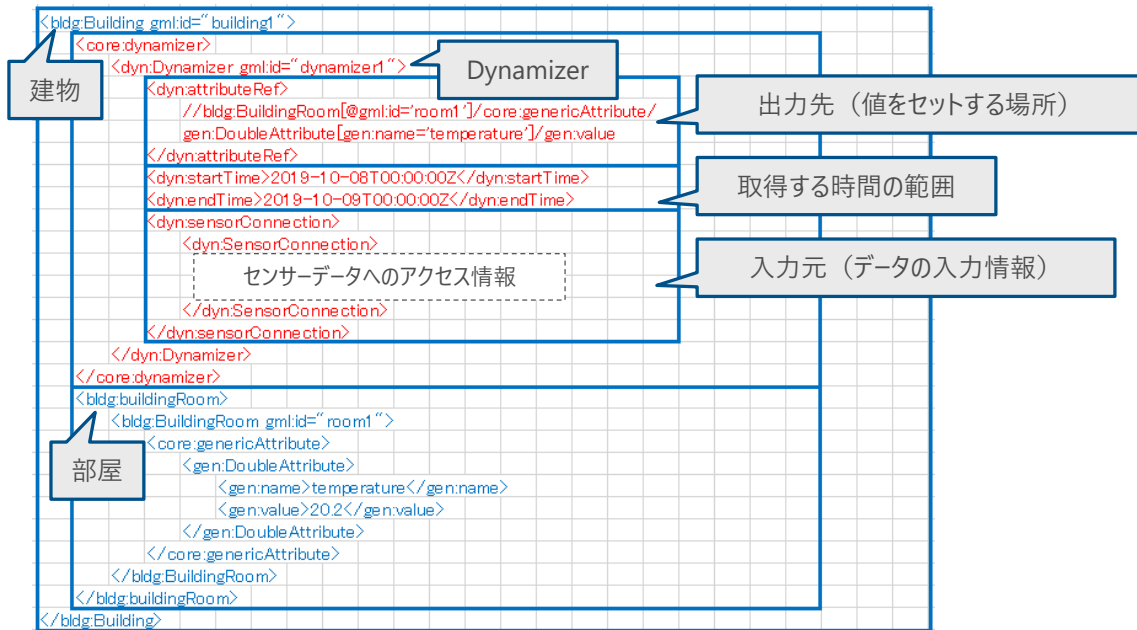 <bldg:Building gml:id="building1">
<core:dynamizer>
<dyn:Dynamizer gml:id="dynamizer1">
Dynamizer
建物
<dyn:attributeRef>
//bldg:BuildingRoom[@gml:id='room1']/core:genericAttribute/
gen:DoubleAttribute[gen:name='temperature']/gen:value
</dyn:attributeRef>
出力先（値をセットする場所）
<dyn:startTime>2019-10-08T00:00:00Z</dyn:startTime>
<dyn:endTime>2019-10-09T00:00:00Z</dyn:endTime>
取得する時間の範囲
<dyn:sensorConnection>
<dyn:SensorConnection>
センサーデータへのアクセス情報
入力元（データの入力情報）
</dyn:SensorConnection>
</dyn:sensorConnection>
</dyn:Dynamizer>
</core:dynamizer>
<bldg:buildingRoom>
<bldg:BuildingRoom gml:id="room1">
<core:genericAttribute>
部屋
<gen:DoubleAttribute>
<gen:name>temperature</gen:name>
<gen:value>20.2</gen:value>
</gen:DoubleAttribute>
</core:genericAttribute>
</bldg:BuildingRoom>
</bldg:buildingRoom>
</bldg:Building>